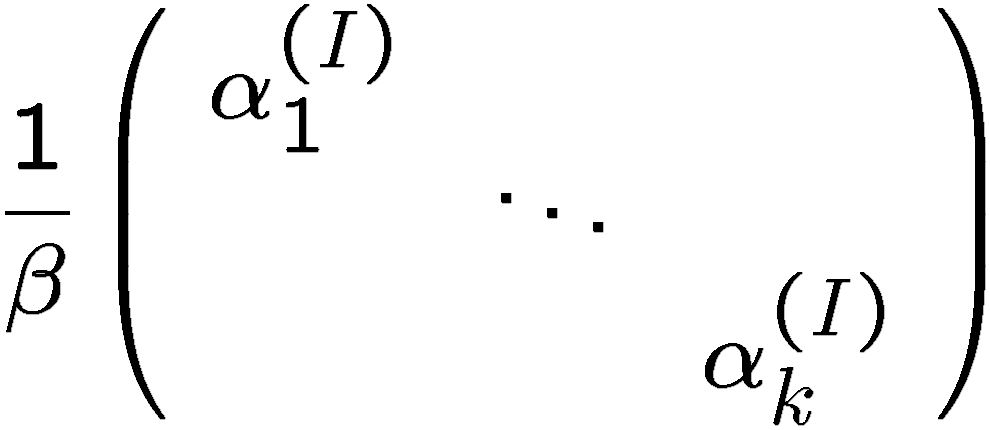 \frac{1}{\beta} \begin{pmatrix} \alpha_1^{(I)} & & \\ & \ddots & \\ & & \alpha_k^{(I)} \end{pmatrix}